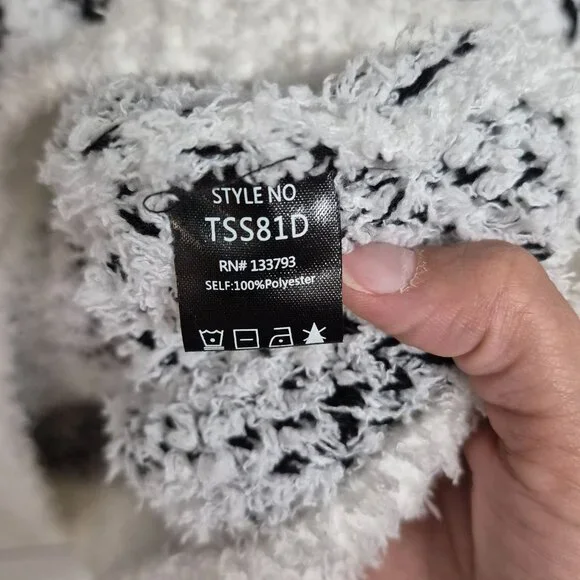 STYLE NO
TSS81D
RN# 133793
SELF:100%Polyester